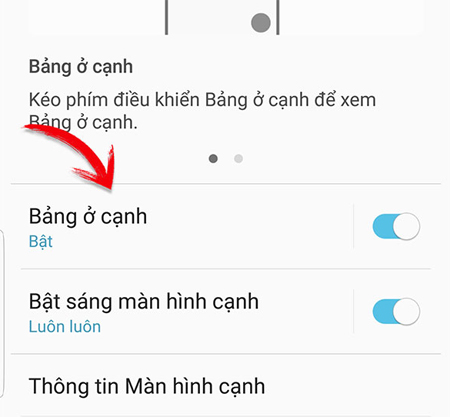 Bảng ở cạnh
Kéo phím điều khiển Bảng ở cạnh để xem
Bảng ở cạnh.
Bảng ở cạnh
Bật
Bật sáng màn hình cạnh
Luôn luôn
Thông tin Màn hình cạnh